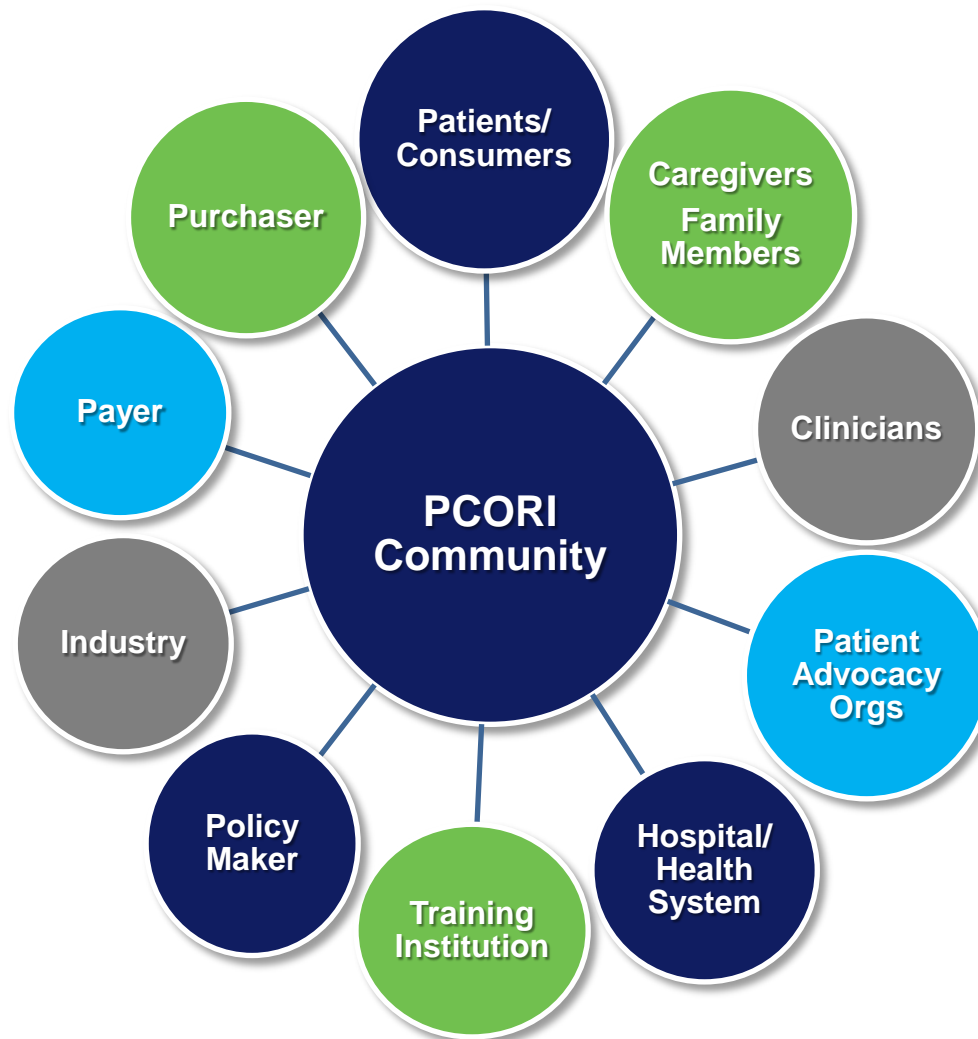 Patients/
Consumers
Caregivers
Family
Members
Clinicians
Patient
Advocacy
Orgs
Hospital/
Health
System
Training
Institution
Policy
Maker
Industry
Payer
Purchaser
PCORI
Community